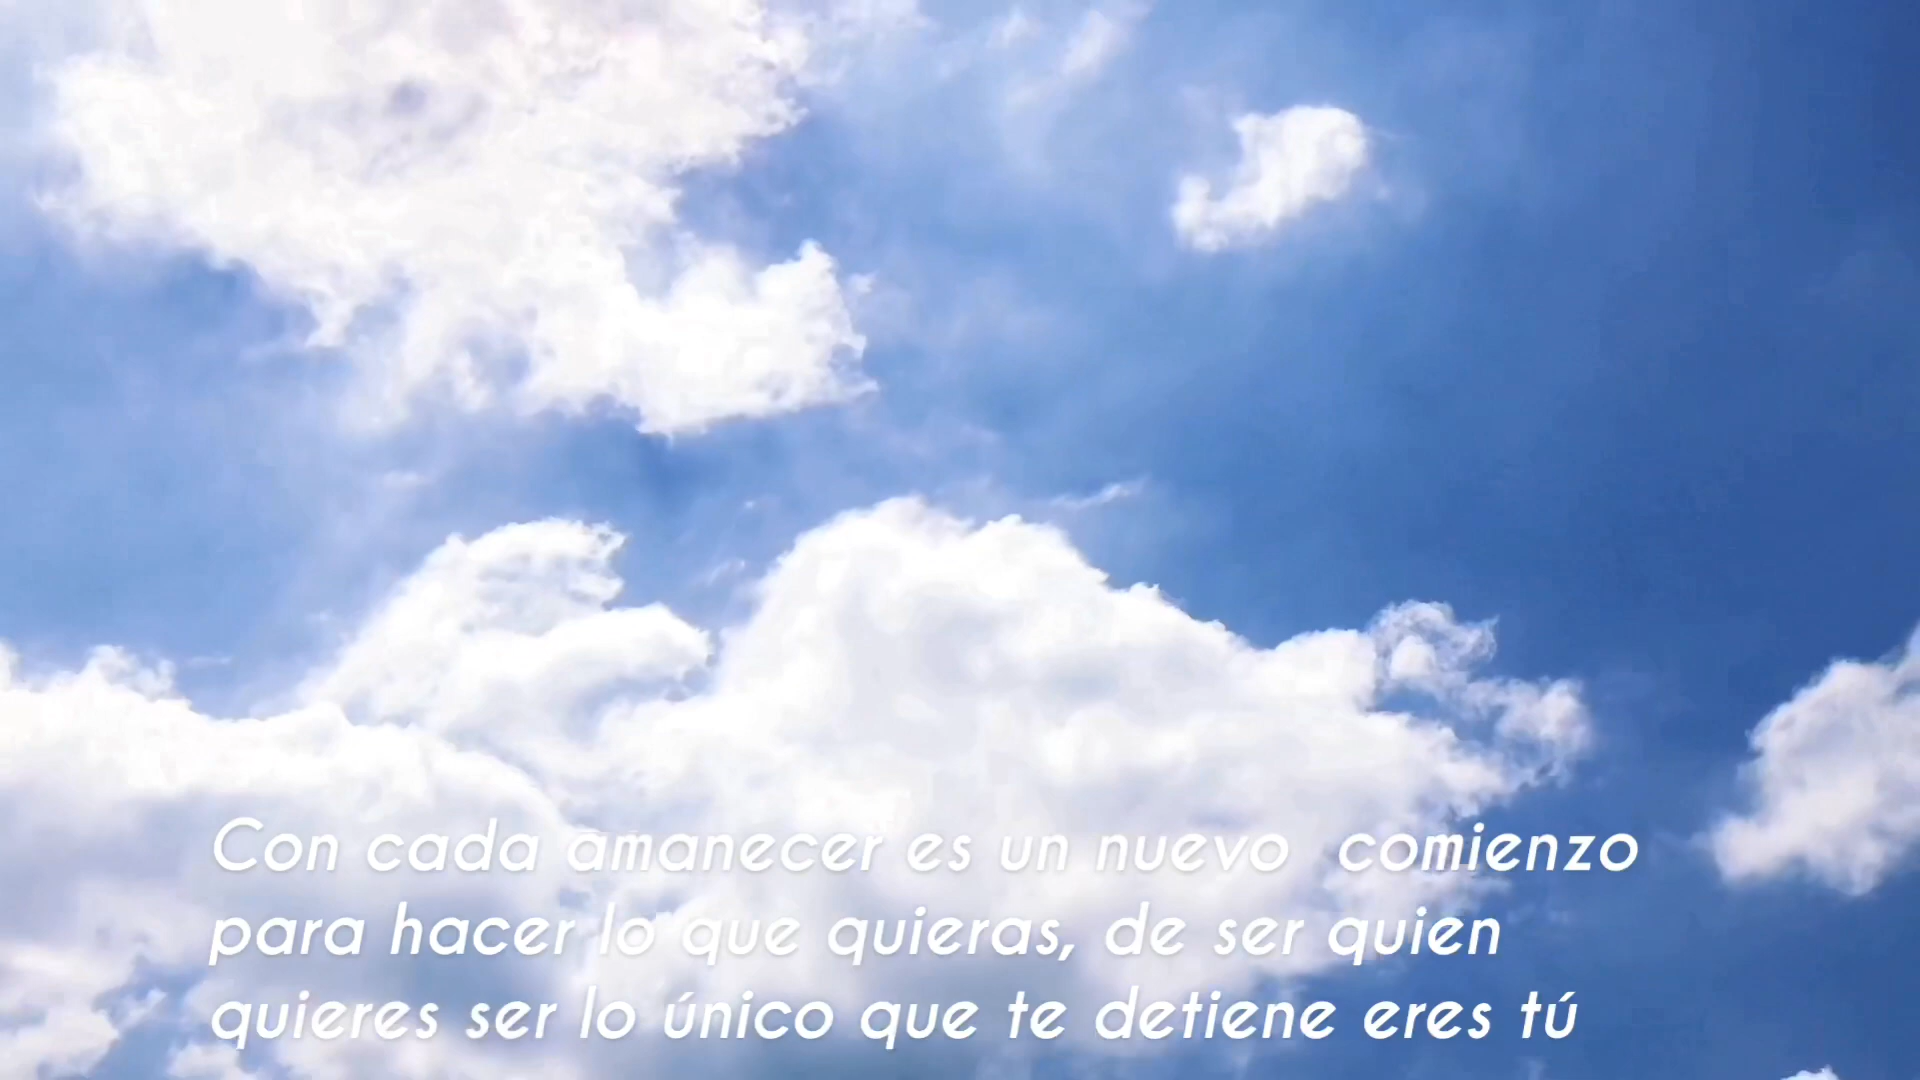 Con cada amanecer es un nuevo comienzo
para hacer lo que quieras, de ser quien
quieres ser lo único que te detiene eres tú